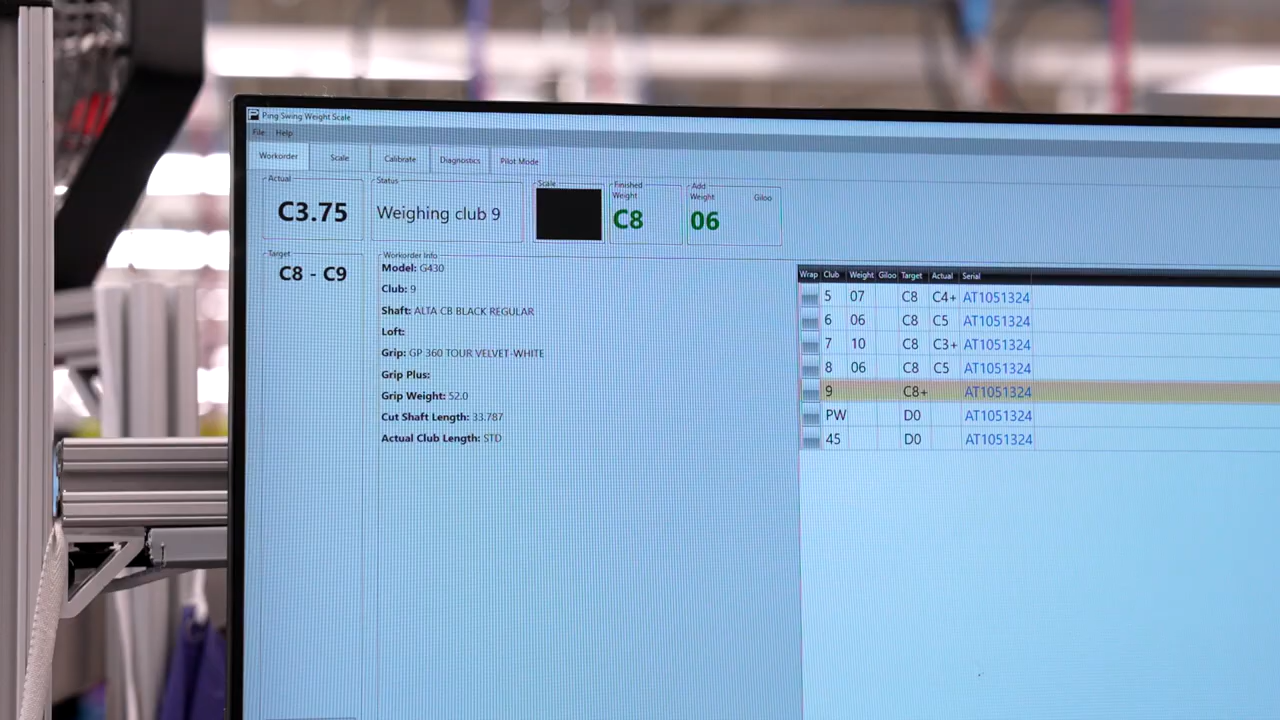 Ping Swing Weight Scale
File Help
Workorder Scale Calibrate Diagnostics Pilot Mode
Actual Status Scale Finished Weight Add Weight Giloo
C3.75 Weighing club 9 C8 06
Target
C8 - C9
Workorder Info
Model: G430
Club: 9
Shaft: ALTA CB BLACK REGULAR
Loft:
Grip: GP 360 TOUR VELVET-WHITE
Grip Plus:
Grip Weight: 52.0
Cut Shaft Length: 33.787
Actual Club Length: STD
Wrap Club Weight Giloo Target Actual Serial
5 07 C8 C4+ AT1051324
6 06 C8 C5 AT1051324
7 10 C8 C3+ AT1051324
8 06 C8 C5 AT1051324
9 C8+ AT1051324
PW D0 AT1051324
45 D0 AT1051324